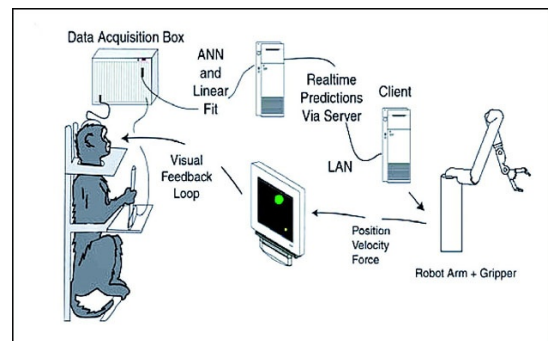 Data Acquisition Box
ANN
and
Linear
Fit
Realtime
Predictions
Via Server
Client
LAN
Visual
Feedback
Loop
Position
Velocity
Force
Robot Arm + Gripper